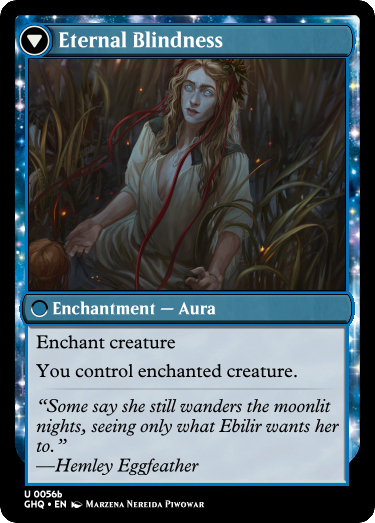 Eternal Blindness
Enchantment — Aura
Enchant creature
You control enchanted creature.
“Some say she still wanders the moonlit
nights, seeing only what Ebilir wants her
to.”
—Hemley Eggfeather
U 0056b
GHQ • EN Marzena Nereida Piwowar